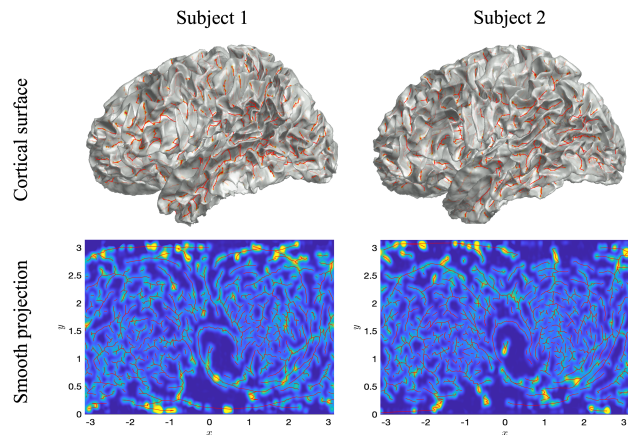 Subject 1
Subject 2
Cortical surface
Smooth projection
3
2.5
2
1.5
1
0.5
0
y
-3 -2 -1 0 1 2 3
x
3
2.5
2
1.5
1
0.5
0
y
-3 -2 -1 0 1 2 3
x